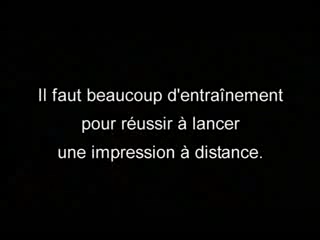 Il faut beaucoup d'entraînement
pour réussir à lancer
une impression à distance.